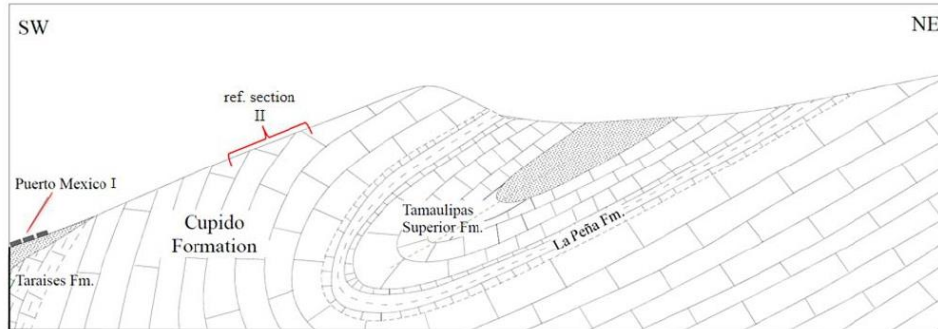 SW
NE
ref. section
II
Puerto Mexico I
Cupido
Formation
Tamaulipas
Superior Fm.
La Peña Fm.
Taraises Fm.